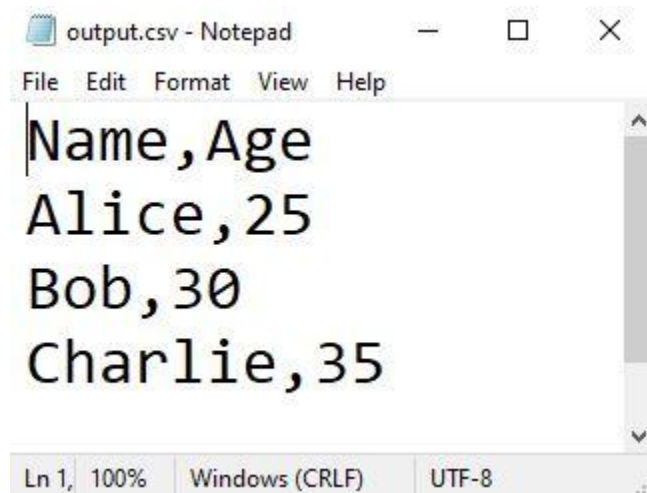 output.csv - Notepad
File Edit Format View Help
Name,Age
Alice,25
Bob,30
Charlie,35
Ln 1, 100% Windows (CRLF) UTF-8